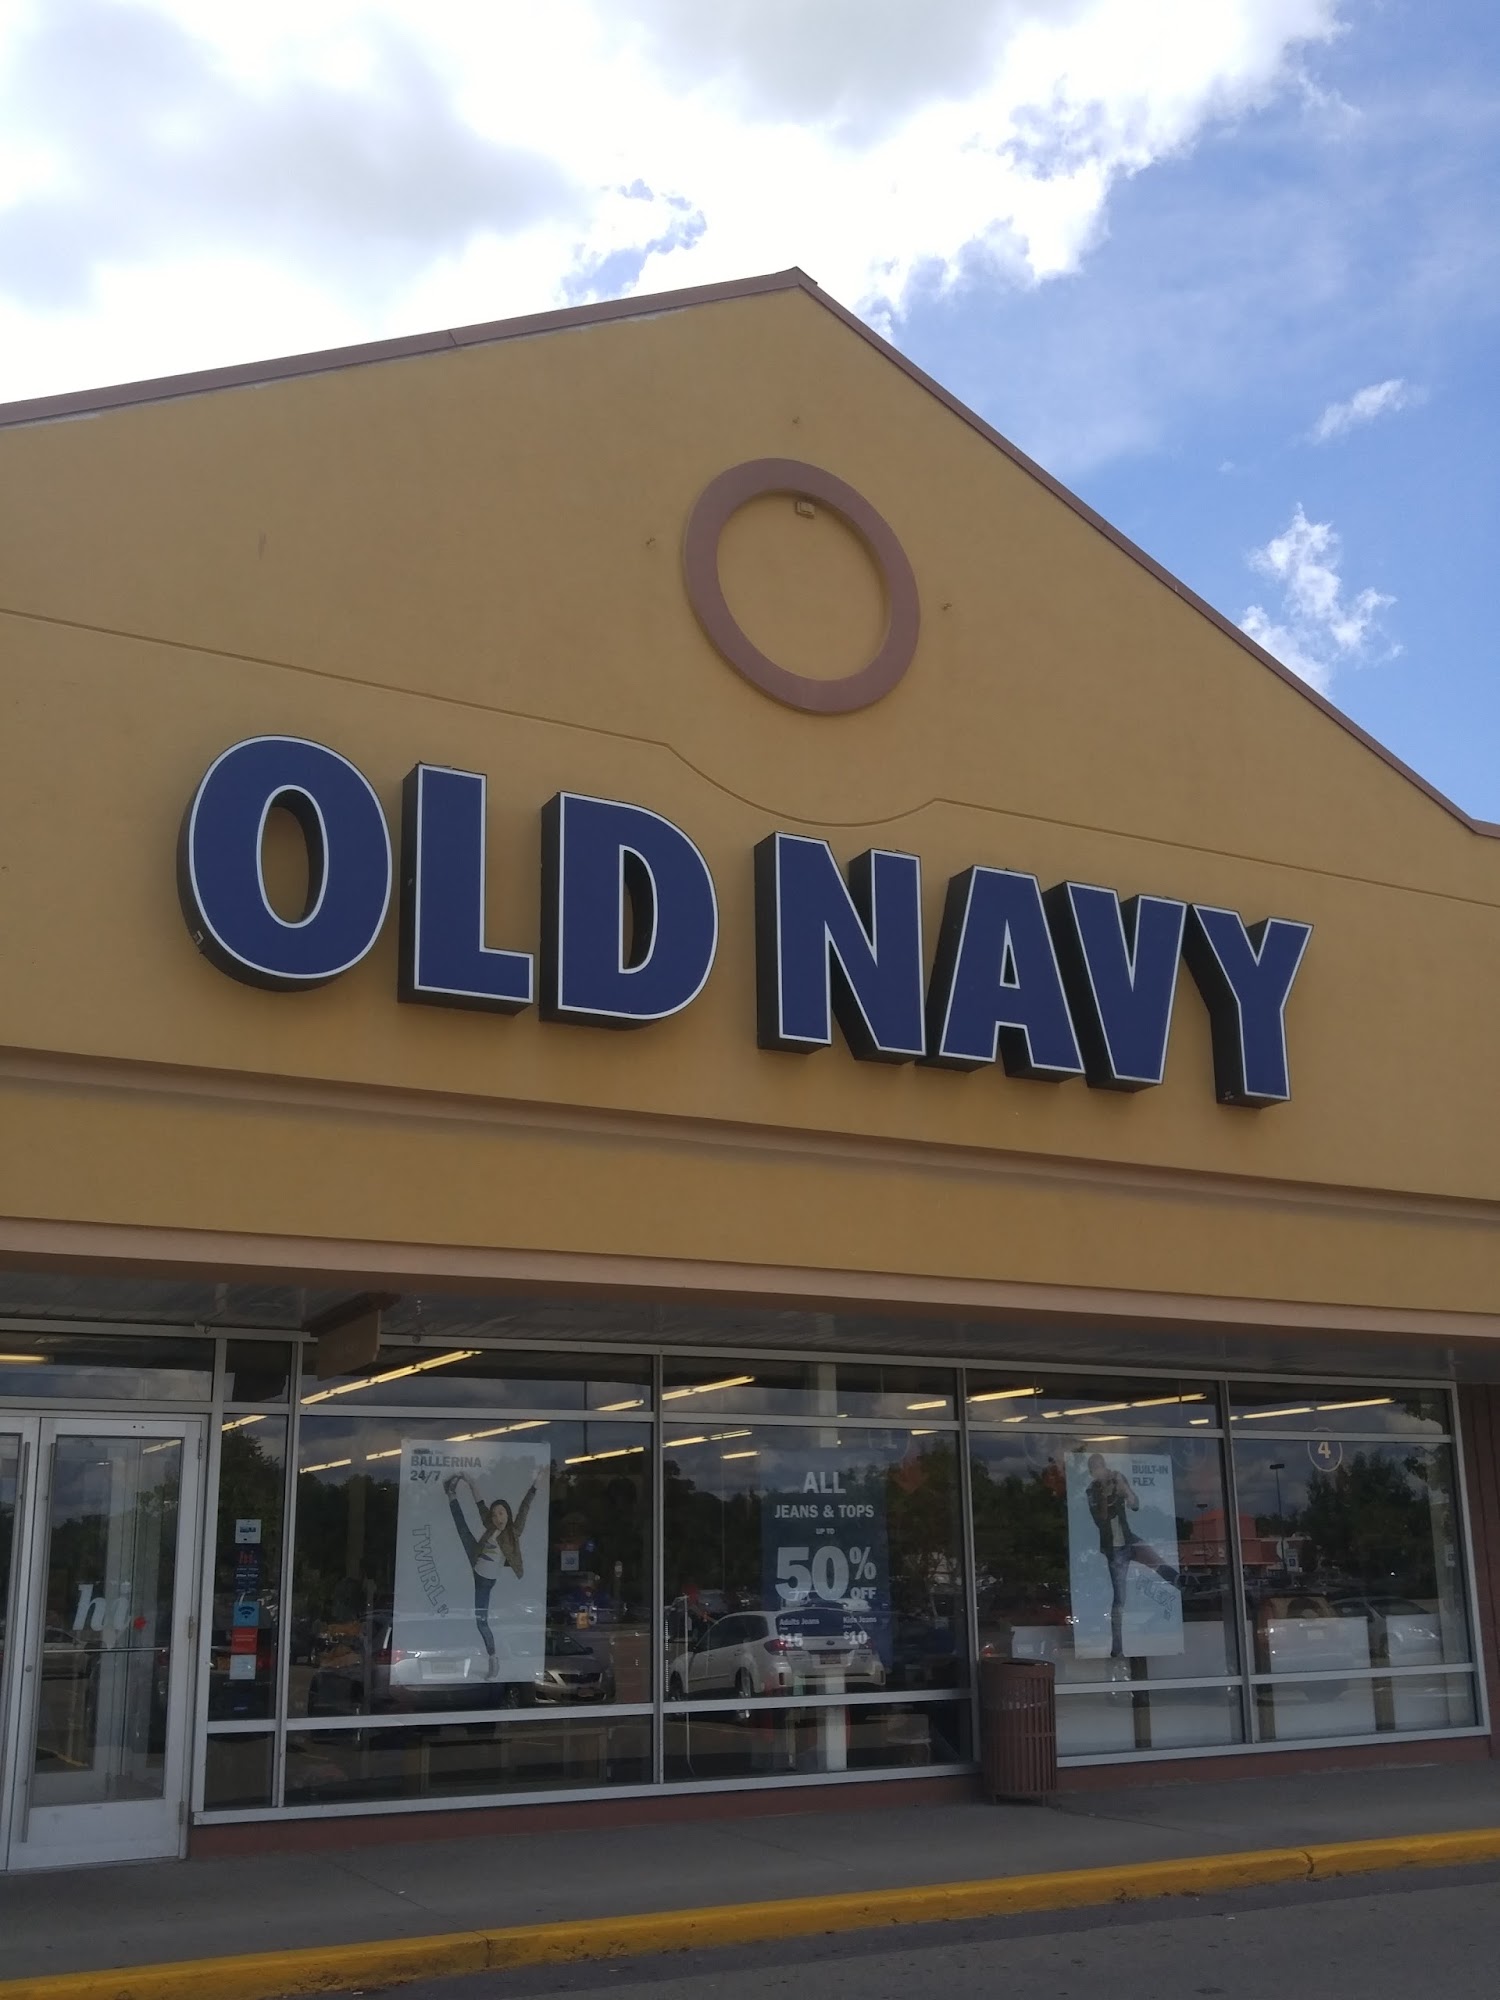 OLD NAVY
BALLERINA
24/7
TWIRL
ALL
JEANS & TOPS
UP TO
50% OFF
Adults Jeans
$15
Kids Jeans
$10
BUILT-IN
FLEX
FLEX
4
hi.
hi.